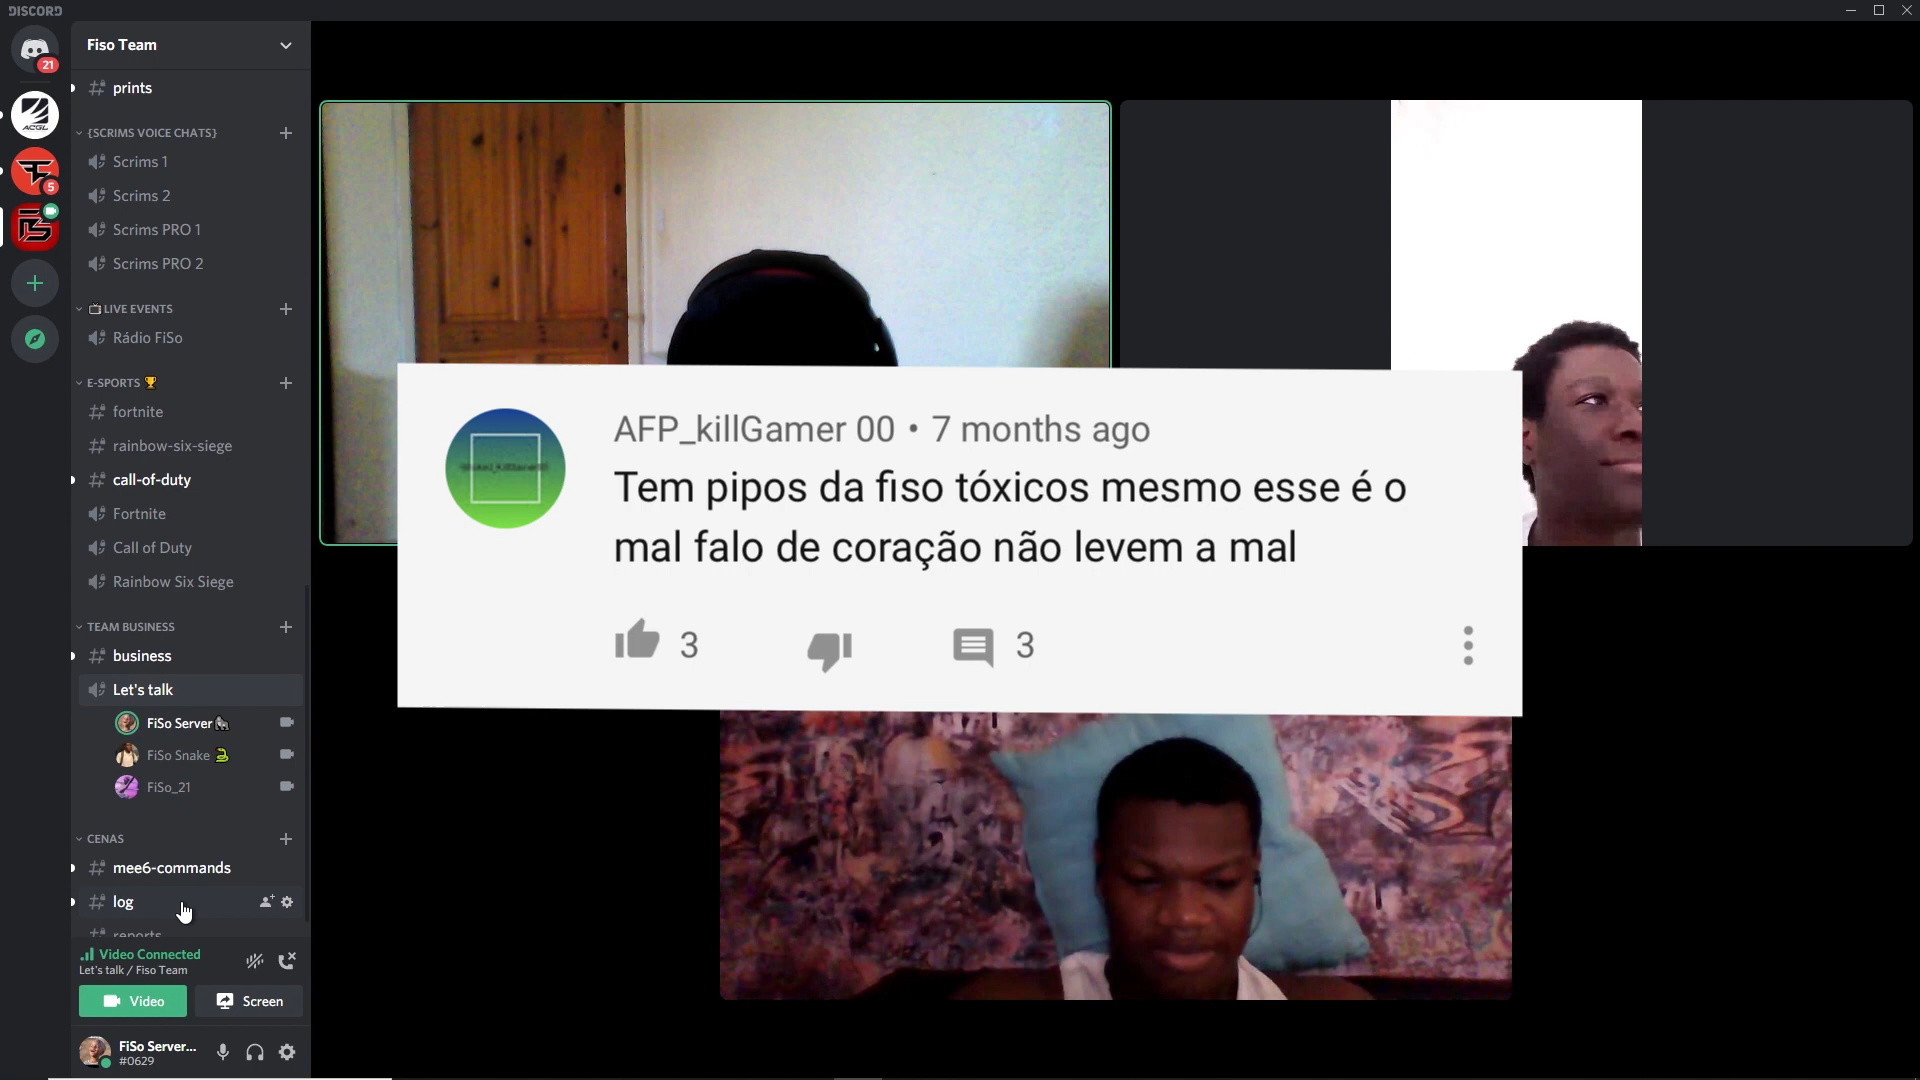 DISCORD
Fiso Team
21
prints
{SCRIMS VOICE CHATS}
ACGL
Scrims 1
5
Scrims 2
Scrims PRO 1
Scrims PRO 2
LIVE EVENTS
Rádio FiSo
E-SPORTS
fortnite
rainbow-six-siege
call-of-duty
Fortnite
Call of Duty
Rainbow Six Siege
TEAM BUSINESS
business
Let's talk
FiSo Server
FiSo Snake
FiSo_21
CENAS
mee6-commands
log
reports
Video Connected
Let's talk / Fiso Team
Video
Screen
FiSo Server...
#0629
AFP_killGamer 00 • 7 months ago
Tem pipos da fiso tóxicos mesmo esse é o
mal falo de coração não levem a mal
3
3